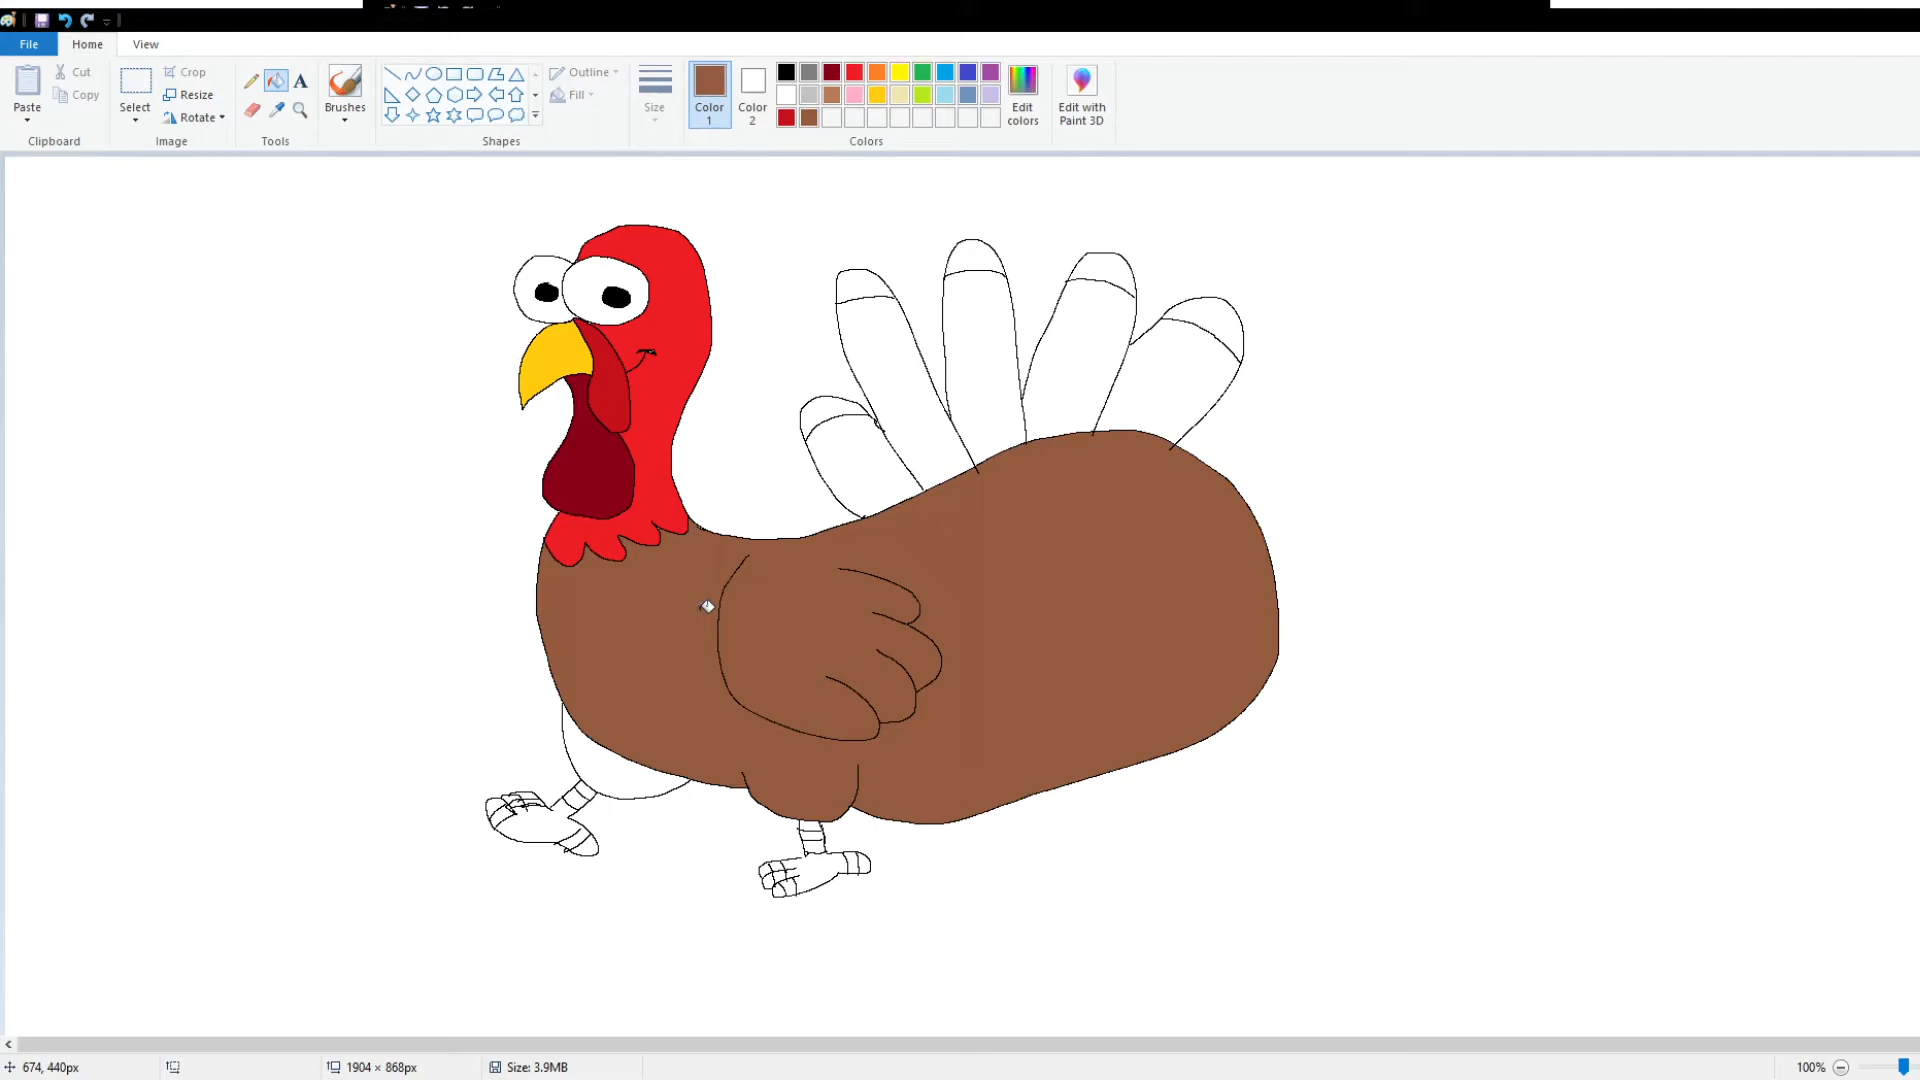 File Home View
Paste
Cut
Copy
Clipboard
Select
Crop
Resize
Rotate
Image
A
Tools
Brushes
Shapes
Outline
Fill
Size
Color 1
Color 2
Edit colors
Colors
Edit with Paint 3D
674, 440px
1904 × 868px
Size: 3.9MB
100%